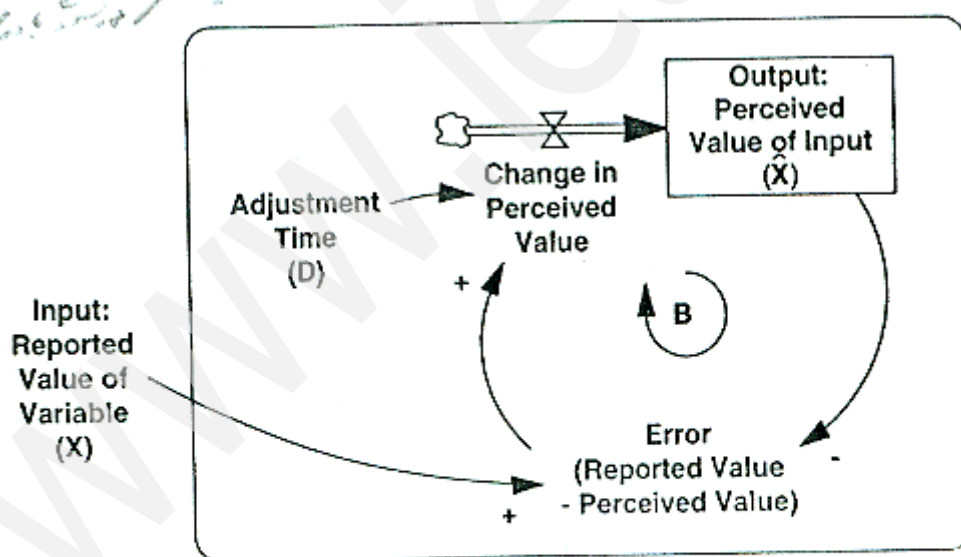 Output:
Perceived
Value of Input
(X̂)
Change in
Perceived
Value
Adjustment
Time
(D)
+
Input:
Reported
Value of
Variable
(X)
B
Error
(Reported Value
- Perceived Value)
-
+